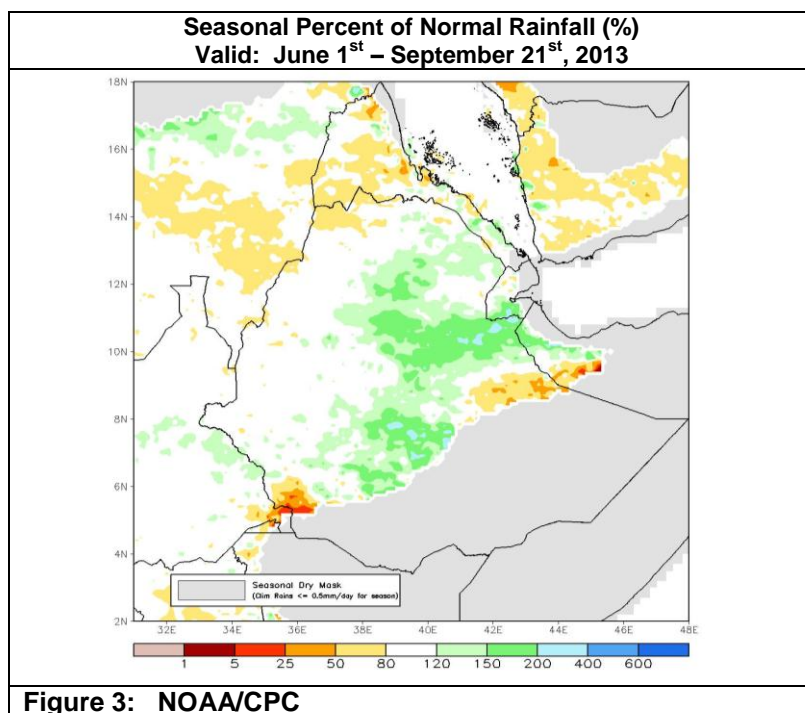 Seasonal Percent of Normal Rainfall (%)
Valid: June 1st – September 21st, 2013
18N
16N
14N
12N
10N
8N
6N
4N
2N
Seasonal Dry Mask
(Clim Rains <= 0.5mm/day for season)
32E 34E 36E 38E 40E 42E 44E 46E 48E
1 5 25 50 80 120 150 200 400 600
Figure 3: NOAA/CPC